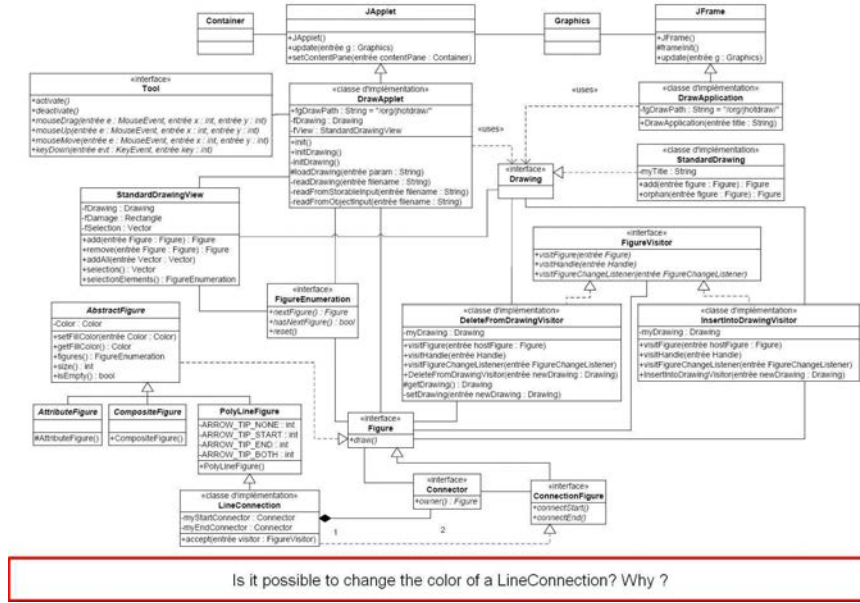 Container
JApplet
+JApplet()
+update(entrée g : Graphics)
+setContentPane(entrée contentPane : Container)
Graphics
JFrame
+JFrame()
#frameInit()
+update(entrée g : Graphics)
«interface»
Tool
+activate()
+deactivate()
+mouseDrag(entrée e : MouseEvent, entrée x : int, entrée y : int)
+mouseUp(entrée e : MouseEvent, entrée x : int, entrée y : int)
+mouseMove(entrée e : MouseEvent, entrée x : int, entrée y : int)
+keyDown(entrée evt : KeyEvent, entrée key : int)
«classe d'implémentation»
DrawApplet
+fgDrawPath : String = "/org/jhotdraw/"
-fDrawing : Drawing
-fView : StandardDrawingView
+init()
+initDrawing()
-initDrawing()
#loadDrawing(entrée param : String)
-readDrawing(entrée filename : String)
-readFromStorableInput(entrée filename : String)
-readFromObjectInput(entrée filename : String)
«uses»
«uses»
«classe d'implémentation»
DrawApplication
-fgDrawPath : String = "/org/jhotdraw/"
+DrawApplication(entrée title : String)
«interface»
Drawing
«classe d'implémentation»
StandardDrawing
-myTitle : String
+add(entrée figure : Figure) : Figure
+orphan(entrée figure : Figure) : Figure
StandardDrawingView
-fDrawing : Drawing
-fDamage : Rectangle
-fSelection : Vector
+add(entrée Figure : Figure) : Figure
+remove(entrée Figure : Figure) : Figure
+addAll(entrée Vector : Vector)
+selection() : Vector
+selectionElements() : FigureEnumeration
«interface»
FigureVisitor
+visitFigure(entrée Figure)
+visitHandle(entrée Handle)
+visitFigureChangeListener(entrée FigureChangeListener)
«interface»
FigureEnumeration
+nextFigure() : Figure
+hasNextFigure() : bool
+reset()
AbstractFigure
-Color : Color
+setFillColor(entrée Color : Color)
+getFillColor() : Color
+figures() : FigureEnumeration
+size() : int
+isEmpty() : bool
«classe d'implémentation»
DeleteFromDrawingVisitor
-myDrawing : Drawing
+visitFigure(entrée hostFigure : Figure)
+visitHandle(entrée Handle)
+visitFigureChangeListener(entrée FigureChangeListener)
+DeleteFromDrawingVisitor(entrée newDrawing : Drawing)
#getDrawing() : Drawing
-setDrawing(entrée newDrawing : Drawing)
«classe d'implémentation»
InsertIntoDrawingVisitor
-myDrawing : Drawing
+visitFigure(entrée hostFigure : Figure)
+visitHandle(entrée Handle)
+visitFigureChangeListener(entrée FigureChangeListener)
+InsertIntoDrawingVisitor(entrée newDrawing : Drawing)
AttributeFigure
#AttributeFigure()
CompositeFigure
+CompositeFigure()
PolyLineFigure
-ARROW_TIP_NONE : int
-ARROW_TIP_START : int
-ARROW_TIP_END : int
-ARROW_TIP_BOTH : int
+PolyLineFigure()
«interface»
Figure
+draw()
«interface»
Connector
+owner() : Figure
«interface»
ConnectionFigure
+connectStart()
+connectEnd()
«classe d'implémentation»
LineConnection
-myStartConnector : Connector
-myEndConnector : Connector
+accept(entrée visitor : FigureVisitor)
1
2
Is it possible to change the color of a LineConnection? Why ?